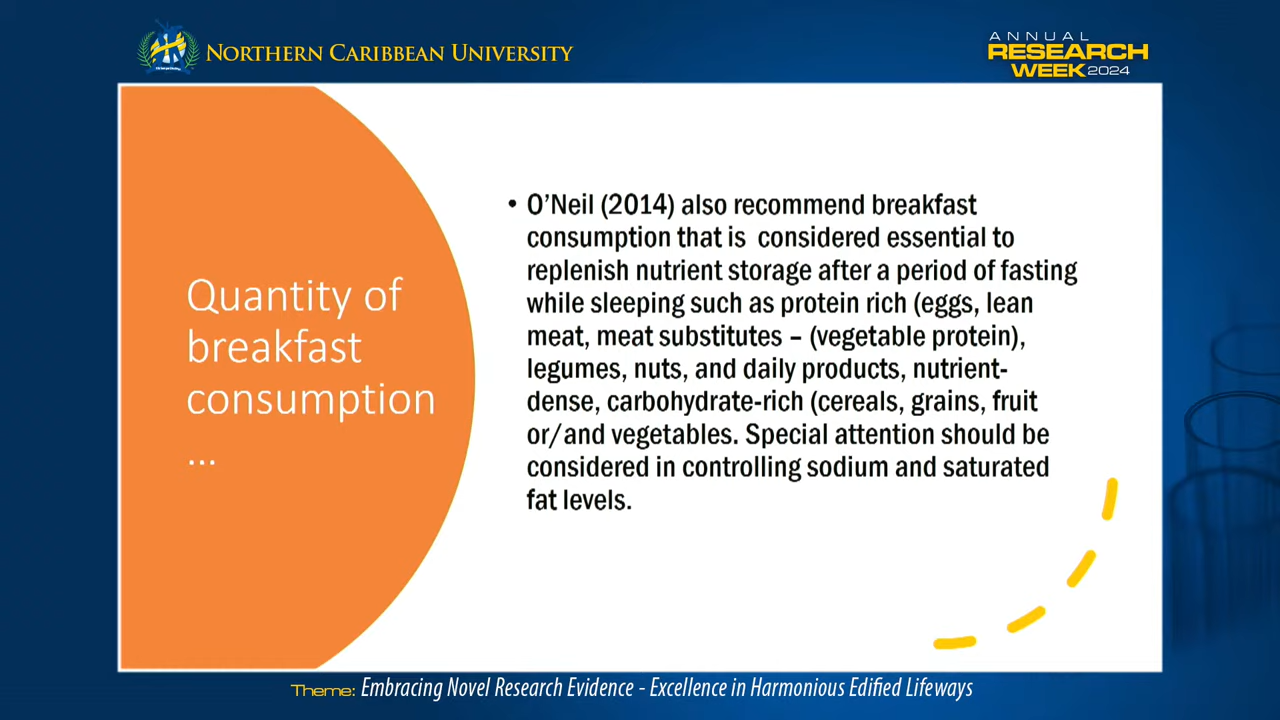 NORTHERN CARIBBEAN UNIVERSITY
ANNUAL
RESEARCH
WEEK 2024
Quantity of
breakfast
consumption
...
• O'Neil (2014) also recommend breakfast
consumption that is considered essential to
replenish nutrient storage after a period of fasting
while sleeping such as protein rich (eggs, lean
meat, meat substitutes – (vegetable protein),
legumes, nuts, and daily products, nutrient-
dense, carbohydrate-rich (cereals, grains, fruit
or/and vegetables. Special attention should be
considered in controlling sodium and saturated
fat levels.
Theme: Embracing Novel Research Evidence - Excellence in Harmonious Edified Lifeways